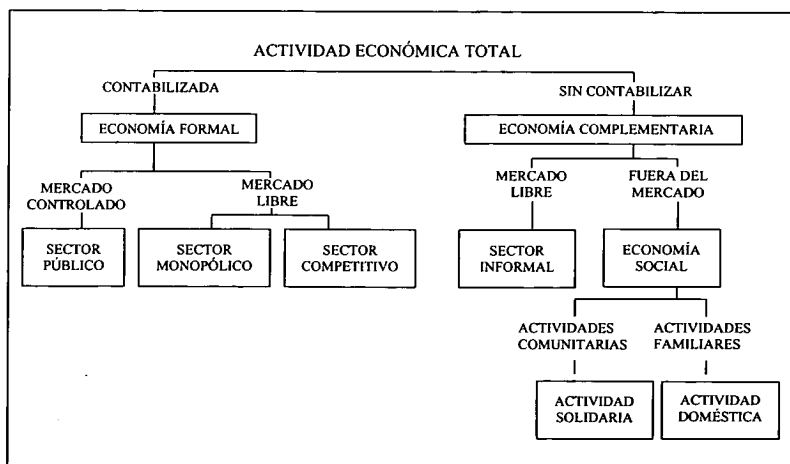 ACTIVIDAD ECONÓMICA TOTAL
CONTABILIZADA
SIN CONTABILIZAR
ECONOMÍA FORMAL
ECONOMÍA COMPLEMENTARIA
MERCADO
CONTROLADO
MERCADO
LIBRE
MERCADO
LIBRE
FUERA DEL
MERCADO
SECTOR
PÚBLICO
SECTOR
MONOPÓLICO
SECTOR
COMPETITIVO
SECTOR
INFORMAL
ECONOMÍA
SOCIAL
ACTIVIDADES
COMUNITARIAS
ACTIVIDADES
FAMILIARES
ACTIVIDAD
SOLIDARIA
ACTIVIDAD
DOMÉSTICA